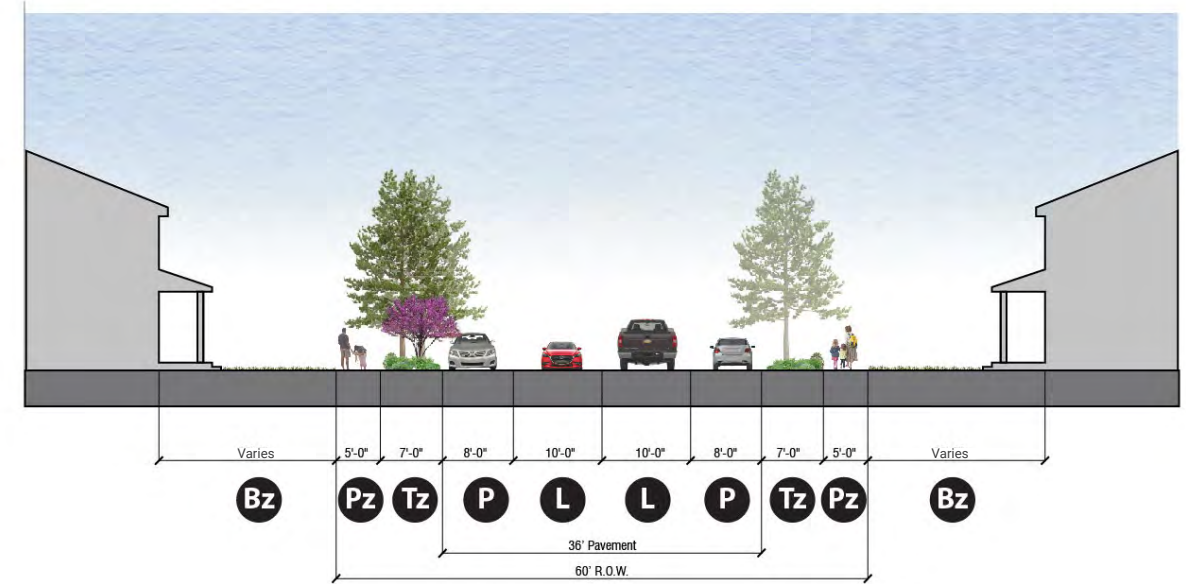 Varies 5'-0" 7'-0" 8'-0" 10'-0" 10'-0" 8'-0" 7'-0" 5'-0" Varies
Bz Pz Tz P L L P Tz Pz Bz
36' Pavement
60' R.O.W.